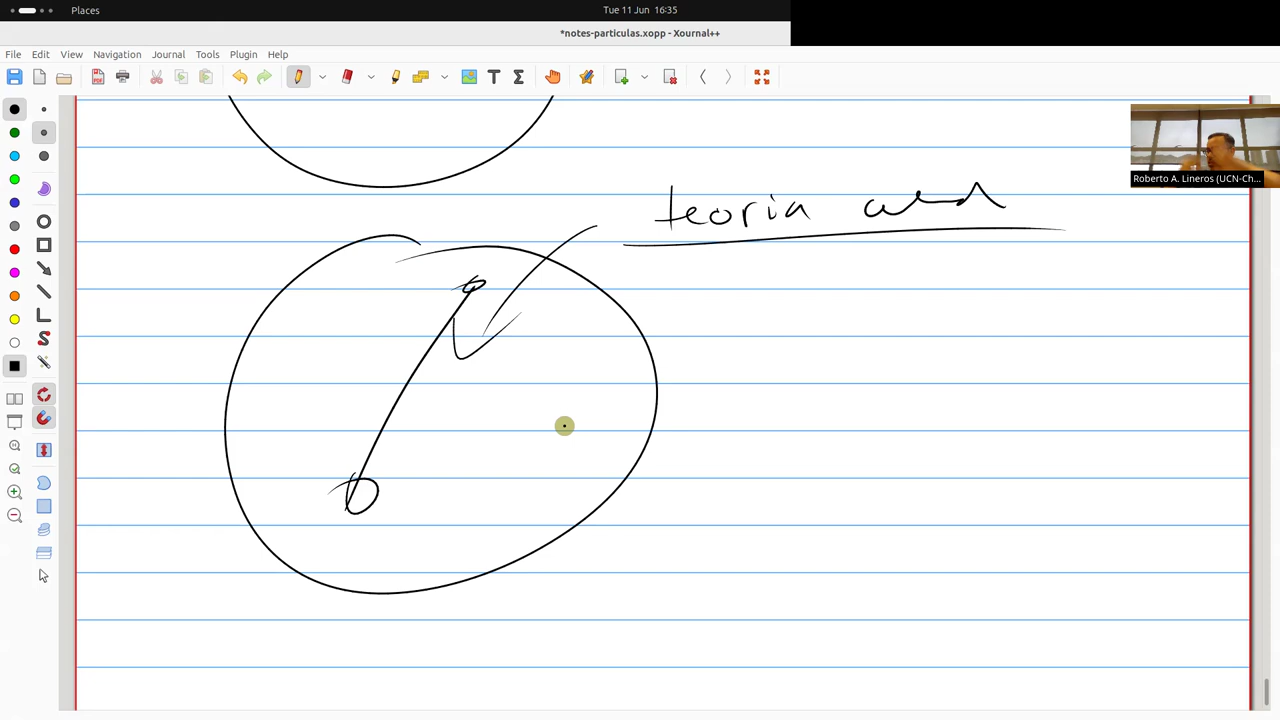 Places
Tue 11 Jun 16:35
*notes-particulas.xopp - Xournal++
File Edit View Navigation Journal Tools Plugin Help
Roberto A. Lineros (UCN-Ch...
teoria